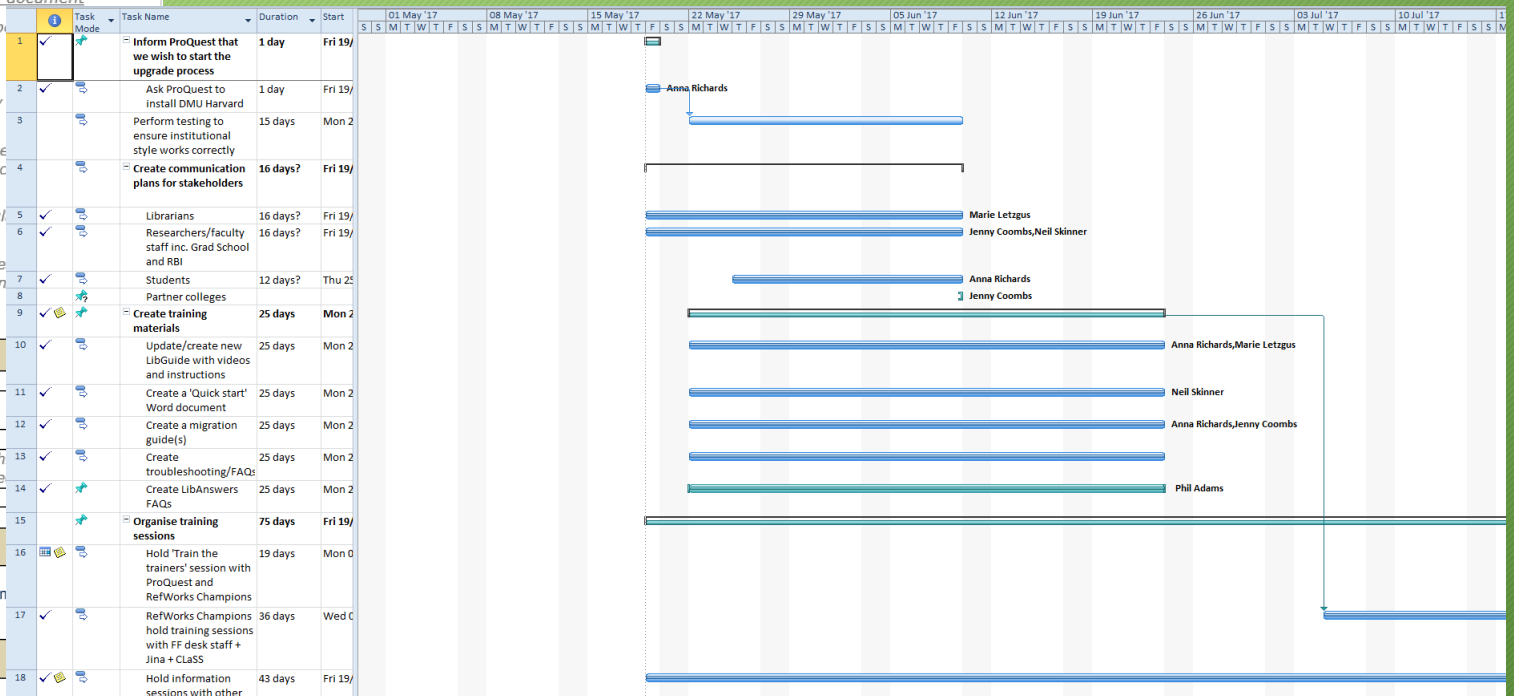 document
Task Mode Task Name Duration Start
01 May '17 08 May '17 15 May '17 22 May '17 29 May '17 05 Jun '17 12 Jun '17 19 Jun '17 26 Jun '17 03 Jul '17 10 Jul '17 1
S S M T W T F S S M T W T F S S M T W T F S S M T W T F S S M T W T F S S M T W T F S S M T W T F S S M T W T F S S M T W T F S S M T W T F S S M T W T F S S M
1 Inform ProQuest that 1 day Fri 19/
we wish to start the
upgrade process
2 Ask ProQuest to 1 day Fri 19/ Anna Richards
install DMU Harvard
3 Perform testing to 15 days Mon 2
ensure institutional
style works correctly
4 Create communication 16 days? Fri 19/
plans for stakeholders
5 Librarians 16 days? Fri 19/ Marie Letzgus
6 Researchers/faculty 16 days? Fri 19/ Jenny Coombs,Neil Skinner
staff inc. Grad School
and RBI
7 Students 12 days? Thu 25 Anna Richards
8 Partner colleges Jenny Coombs
9 Create training 25 days Mon 2
materials
10 Update/create new 25 days Mon 2 Anna Richards,Marie Letzgus
LibGuide with videos
and instructions
11 Create a 'Quick start' 25 days Mon 2 Neil Skinner
Word document
12 Create a migration 25 days Mon 2 Anna Richards,Jenny Coombs
guide(s)
13 Create 25 days Mon 2
troubleshooting/FAQs
14 Create LibAnswers 25 days Mon 2 Phil Adams
FAQs
15 Organise training 75 days Fri 19/
sessions
16 Hold 'Train the 19 days Mon 0
trainers' session with
ProQuest and
RefWorks Champions
17 RefWorks Champions 36 days Wed 0
hold training sessions
with FF desk staff +
Jina + CLaSS
18 Hold information 43 days Fri 19/
sessions with other